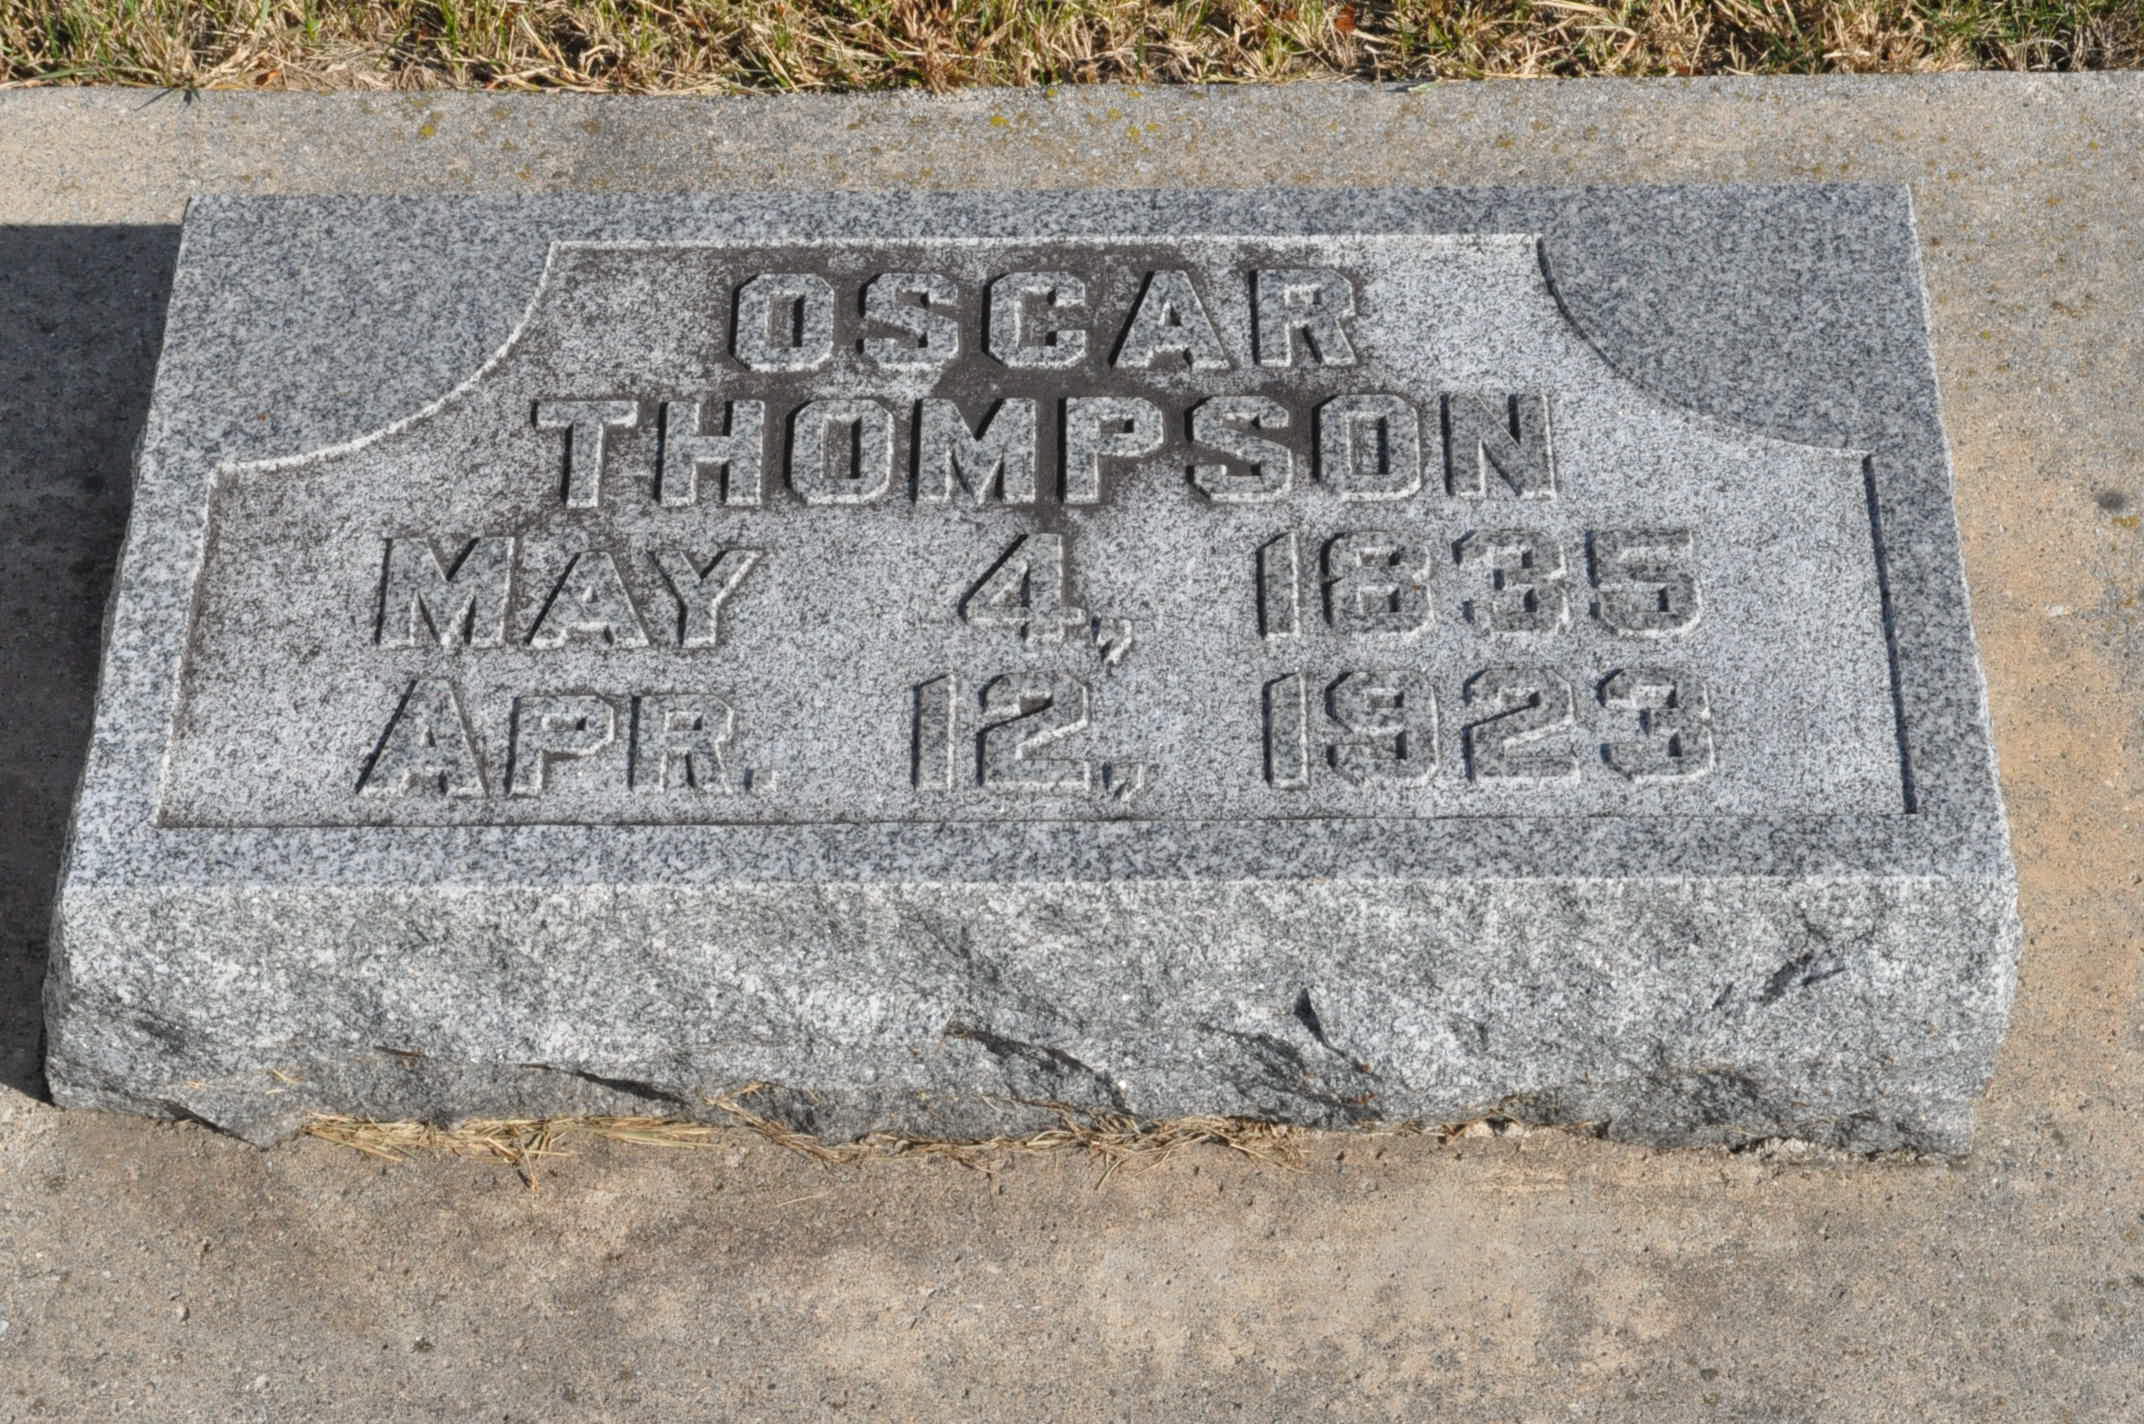 OSCAR
THOMPSON
MAY 4, 1835
APR. 12, 1923